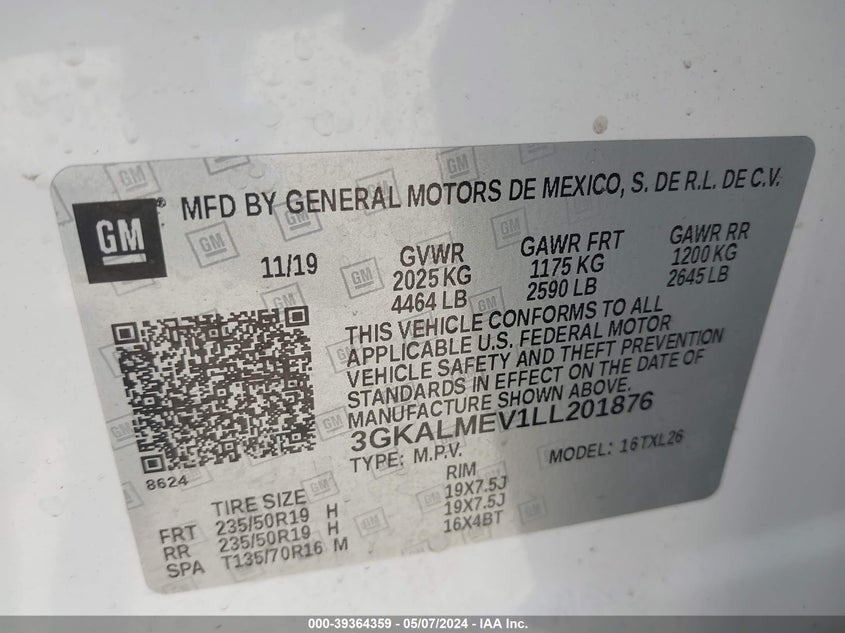 GM
® MFD BY GENERAL MOTORS DE MEXICO, S. DE R.L. DE C.V.
11/19 GVWR GAWR FRT GAWR RR
2025 KG 1175 KG 1200 KG
4464 LB 2590 LB 2645 LB
THIS VEHICLE CONFORMS TO ALL
APPLICABLE U.S. FEDERAL MOTOR
VEHICLE SAFETY AND THEFT PREVENTION
STANDARDS IN EFFECT ON THE DATE OF
MANUFACTURE SHOWN ABOVE.
3GKALMEV1LL201876
TYPE: M.P.V. MODEL: 16TXL26
8624
TIRE SIZE RIM
FRT 235/50R19 H 19X7.5J
RR 235/50R19 H 19X7.5J
SPA T135/70R16 M 16X4BT
000-39364359 - 05/07/2024 - IAA Inc.